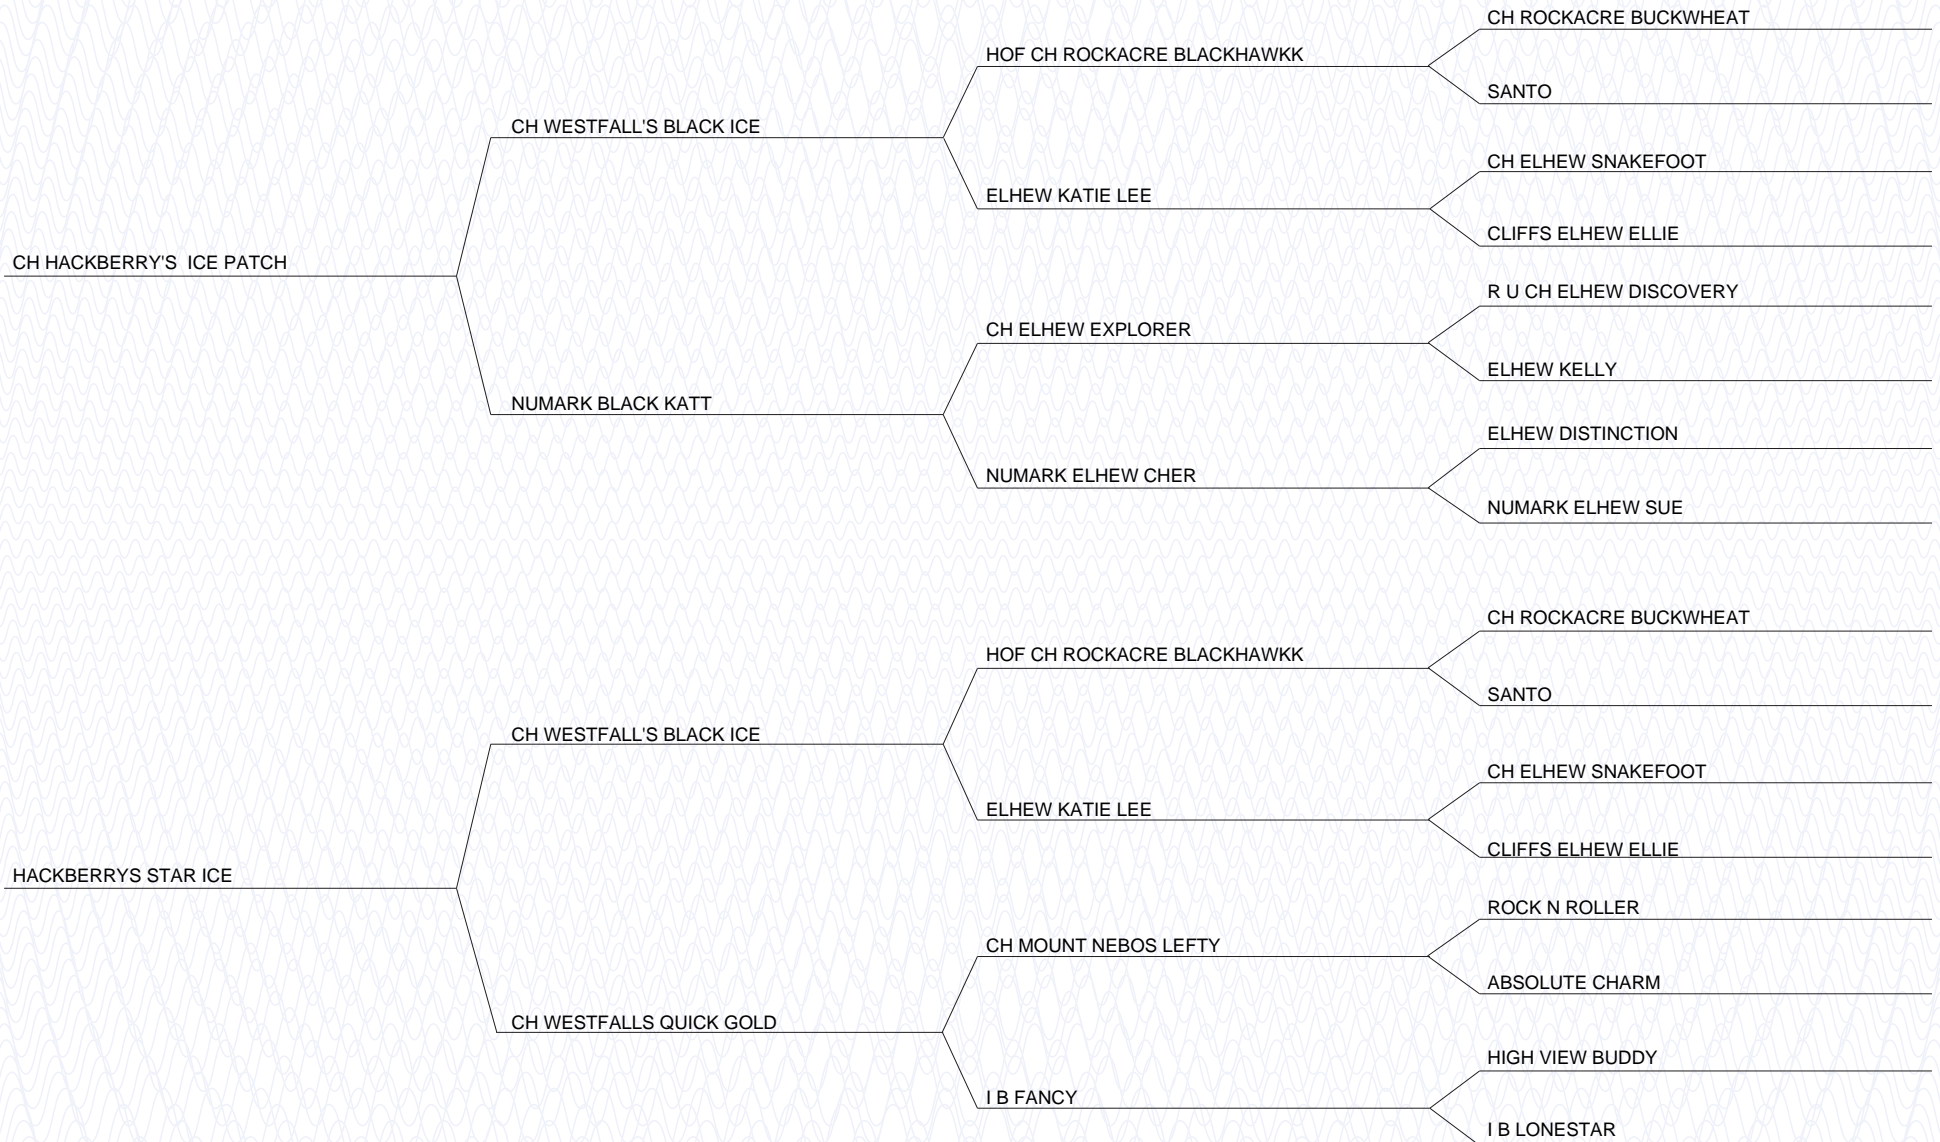 CH ROCKACRE BUCKWHEAT
HOF CH ROCKACRE BLACKHAWKK
SANTO
CH WESTFALL'S BLACK ICE
CH ELHEW SNAKEFOOT
ELHEW KATIE LEE
CLIFFS ELHEW ELLIE
CH HACKBERRY'S  ICE PATCH
R U CH ELHEW DISCOVERY
CH ELHEW EXPLORER
ELHEW KELLY
NUMARK BLACK KATT
ELHEW DISTINCTION
NUMARK ELHEW CHER
NUMARK ELHEW SUE
CH ROCKACRE BUCKWHEAT
HOF CH ROCKACRE BLACKHAWKK
SANTO
CH WESTFALL'S BLACK ICE
CH ELHEW SNAKEFOOT
ELHEW KATIE LEE
CLIFFS ELHEW ELLIE
HACKBERRYS STAR ICE
ROCK N ROLLER
CH MOUNT NEBOS LEFTY
ABSOLUTE CHARM
CH WESTFALLS QUICK GOLD
HIGH VIEW BUDDY
I B FANCY
I B LONESTAR